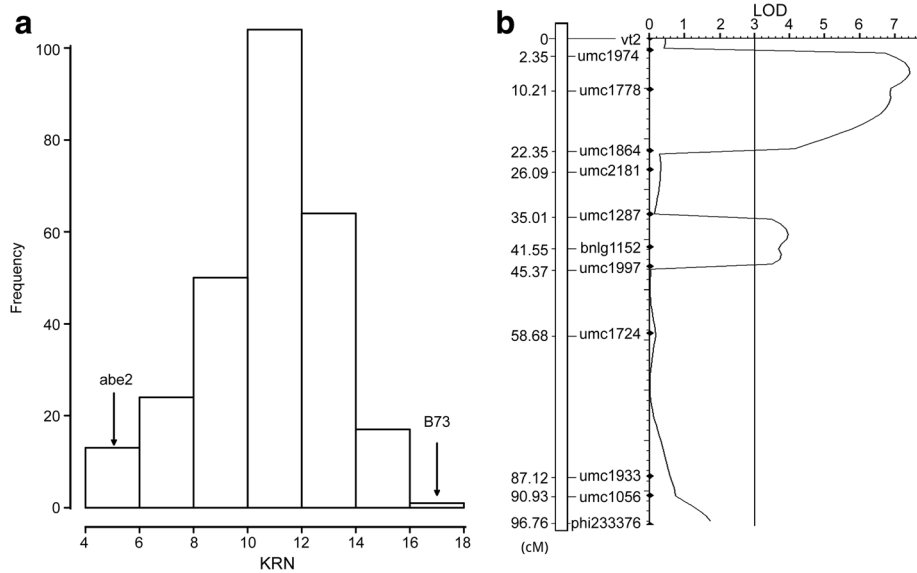 a
Frequency
100
80
60
40
20
0
abe2
B73
4 6 8 10 12 14 16 18
KRN
b
LOD
0 1 2 3 4 5 6 7
0 vt2
2.35 umc1974
10.21 umc1778
22.35 umc1864
26.09 umc2181
35.01 umc1287
41.55 bnlg1152
45.37 umc1997
58.68 umc1724
87.12 umc1933
90.93 umc1056
96.76 phi233376
(cM)